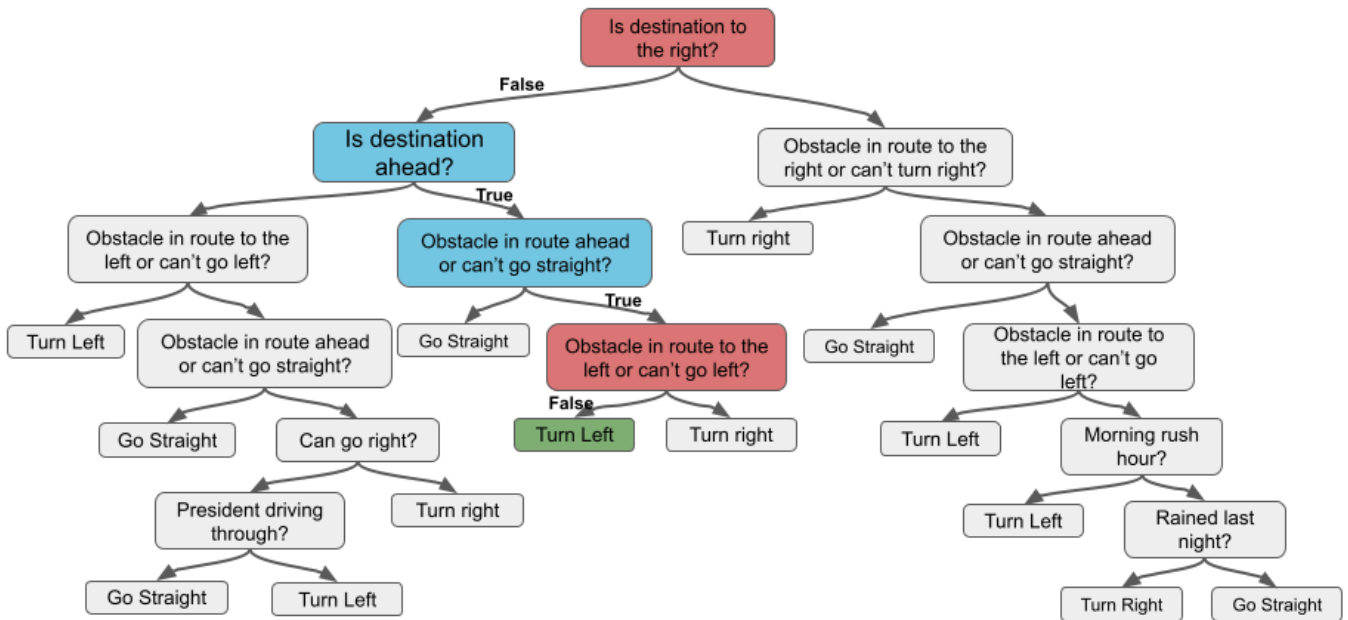 Is destination to
the right?
False
Is destination
ahead?
Obstacle in route to the
right or can't turn right?
True
Obstacle in route to the
left or can't go left?
Obstacle in route ahead
or can't go straight?
Turn right
Obstacle in route ahead
or can't go straight?
True
Turn Left
Obstacle in route ahead
or can't go straight?
Go Straight
Obstacle in route to the
left or can't go left?
Go Straight
Obstacle in route to
the left or can't go
left?
False
Go Straight
Can go right?
Turn Left
Turn right
Turn Left
Morning rush
hour?
President driving
through?
Turn right
Turn Left
Rained last
night?
Go Straight
Turn Left
Turn Right
Go Straight